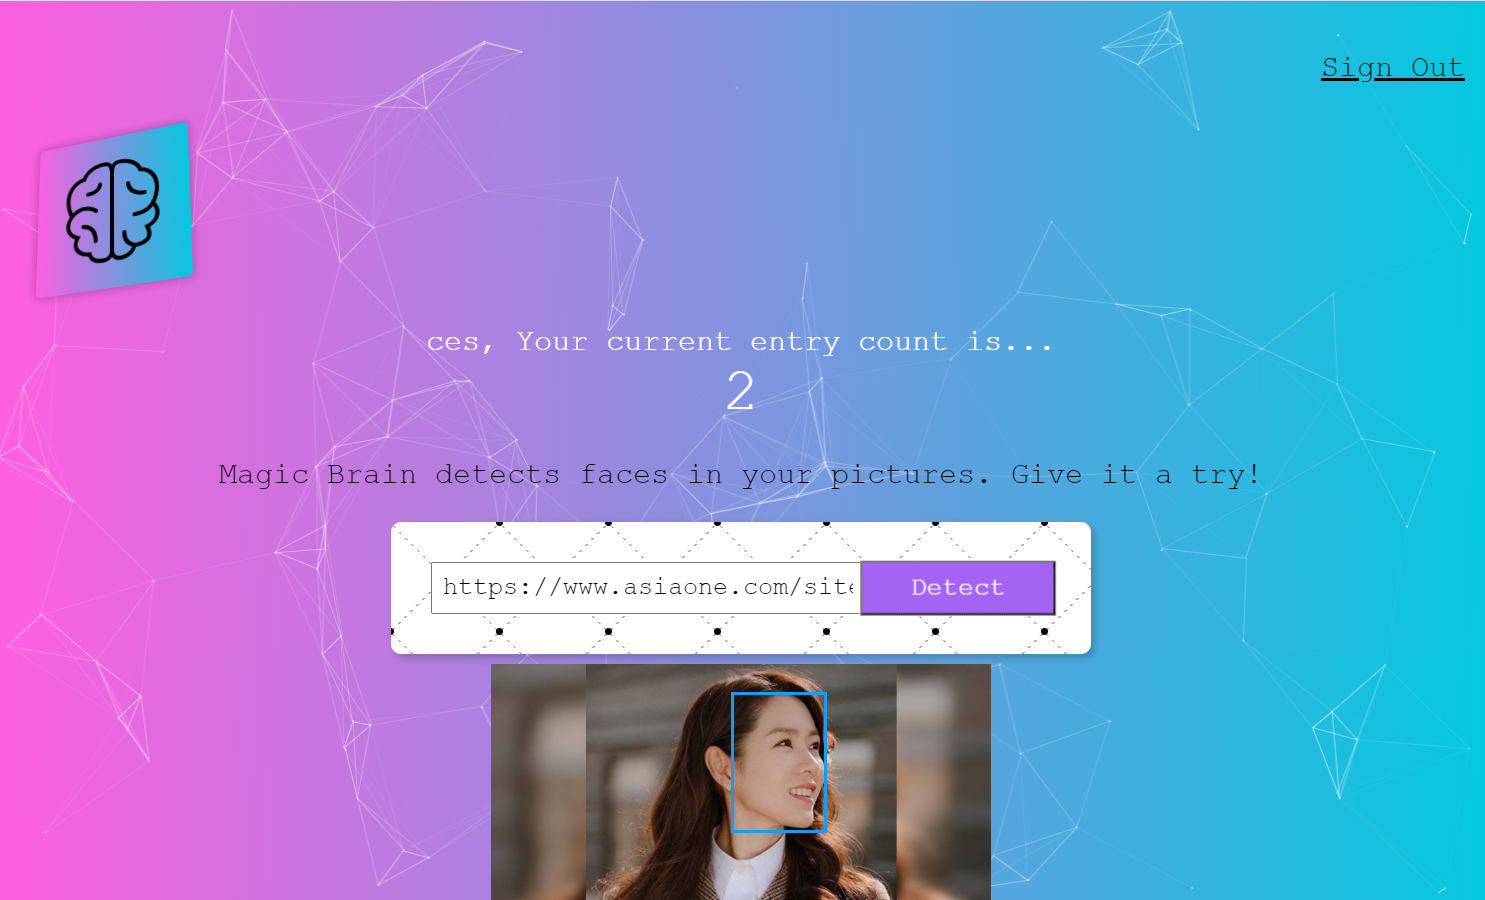 Sign Out
ces, Your current entry count is...
2
Magic Brain detects faces in your pictures. Give it a try!
https://www.asiaone.com/site
Detect